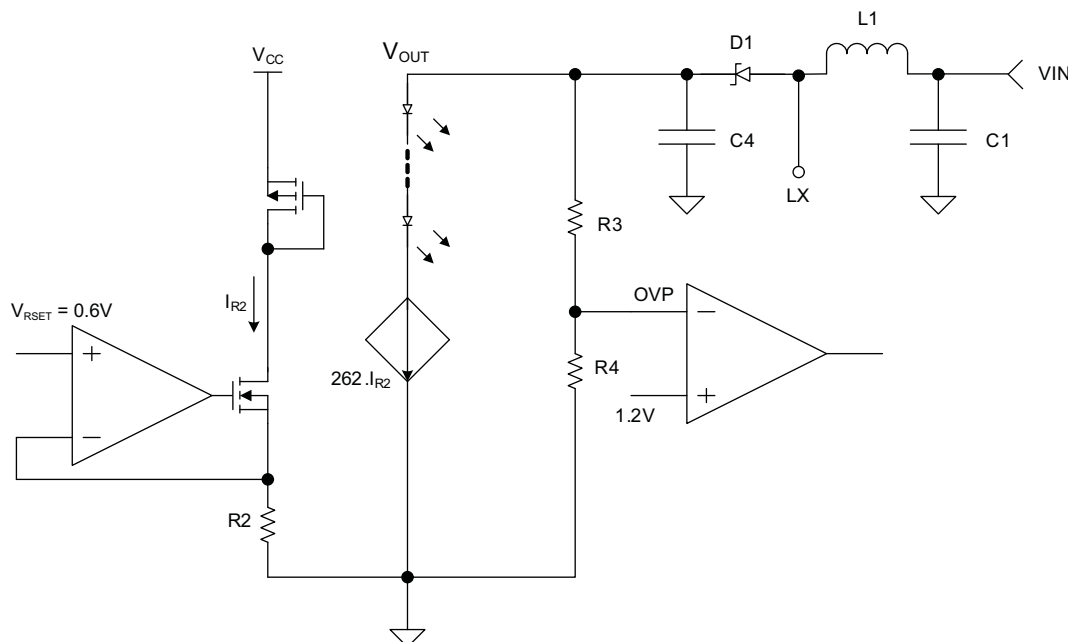 L1
D1
V_CC
V_OUT
VIN
C4
C1
LX
R3
I_R2
OVP
V_RSET = 0.6V
+
−
−
+
262.I_R2
R4
1.2V
R2